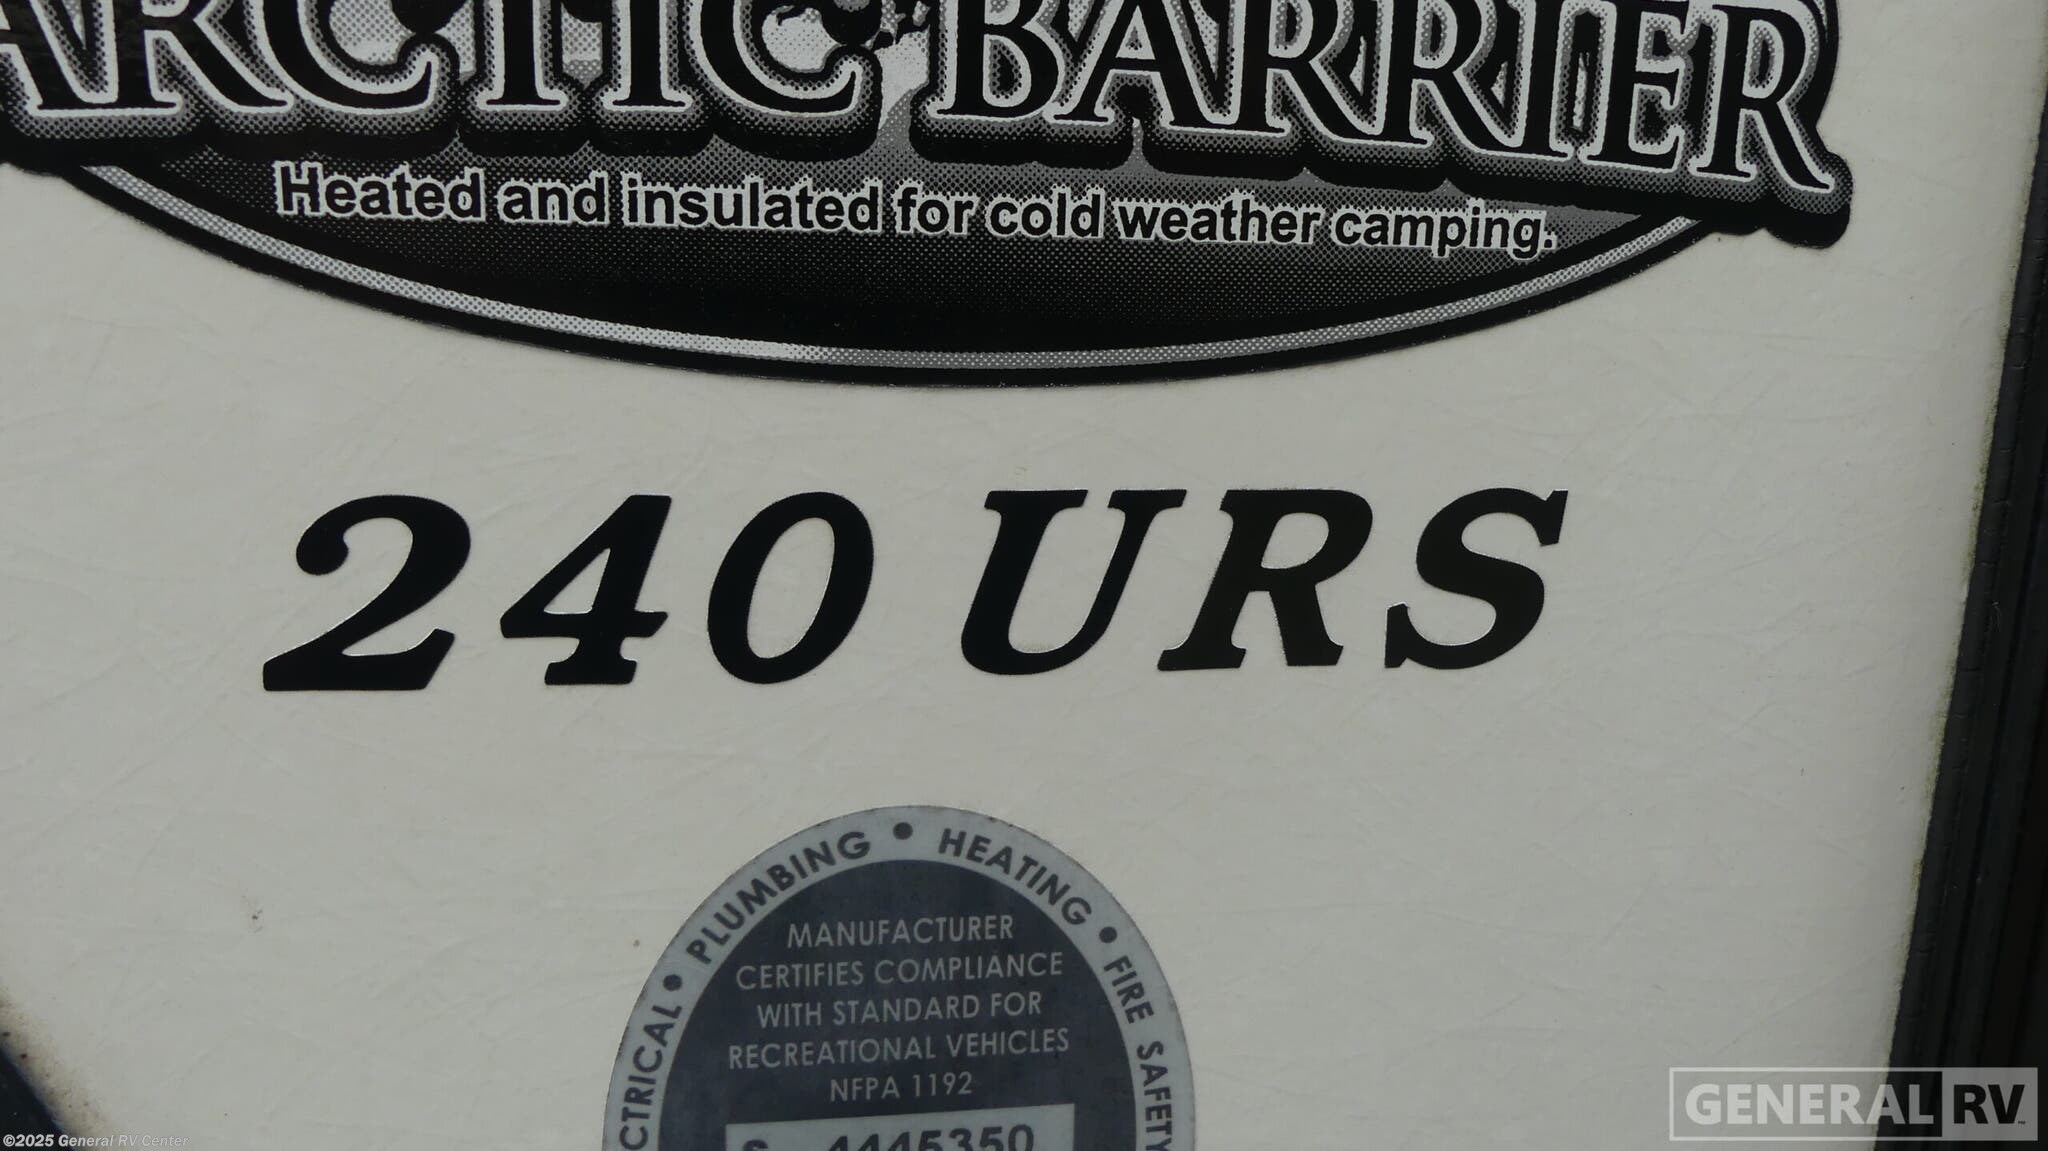 ARCTIC BARRIER
Heated and insulated for cold weather camping.
240 URS
PLUMBING • HEATING • FIRE SAFETY
MANUFACTURER
CERTIFIES COMPLIANCE
WITH STANDARD FOR
RECREATIONAL VEHICLES
NFPA 1192
4445350
GENERAL RV
©2025 General RV Center